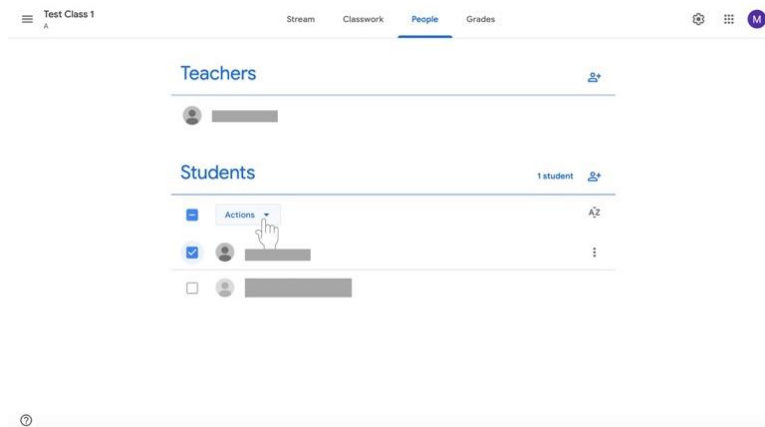 Test Class 1
A
Stream Classwork People Grades
M
Teachers
Students
1 student
Actions
AZ
?